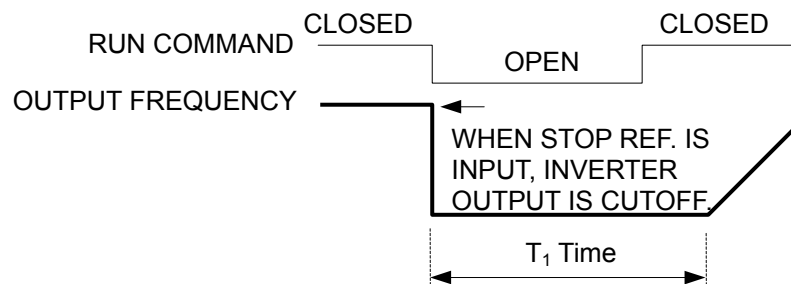 CLOSED CLOSED
RUN COMMAND
OPEN
OUTPUT FREQUENCY
WHEN STOP REF. IS
INPUT, INVERTER
OUTPUT IS CUTOFF.
T₁ Time